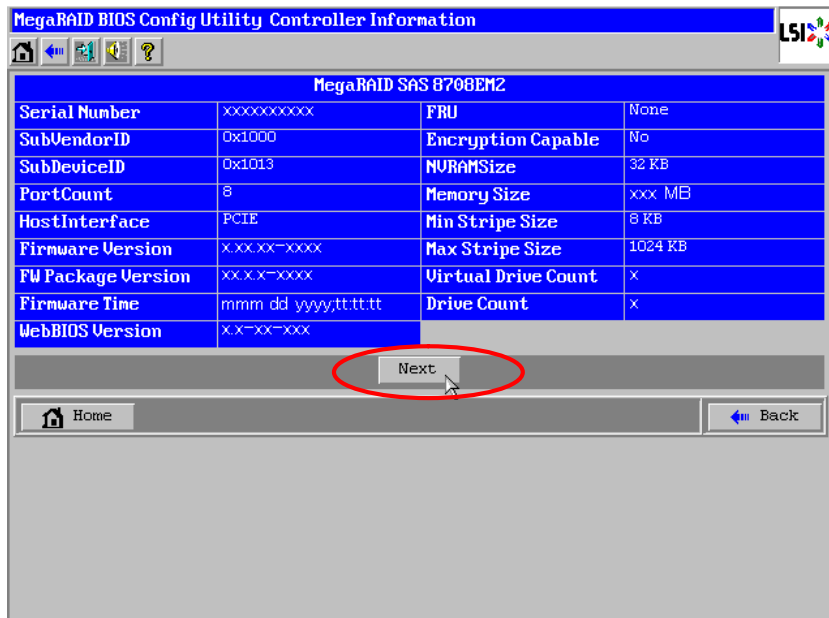 MegaRAID BIOS Config Utility Controller Information
LSI
MegaRAID SAS 8708EM2
Serial Number xxxxxxxxxx FRU None
SubVendorID 0x1000 Encryption Capable No
SubDeviceID 0x1013 NVRAMSize 32 KB
PortCount 8 Memory Size xxx MB
HostInterface PCIE Min Stripe Size 8 KB
Firmware Version x.xx.xx-xxxx Max Stripe Size 1024 KB
FW Package Version xx.x.x-xxxx Virtual Drive Count x
Firmware Time mmm dd yyyy;tt:tt:tt Drive Count x
WebBIOS Version x.x-xx-xxx
Next
Home Back